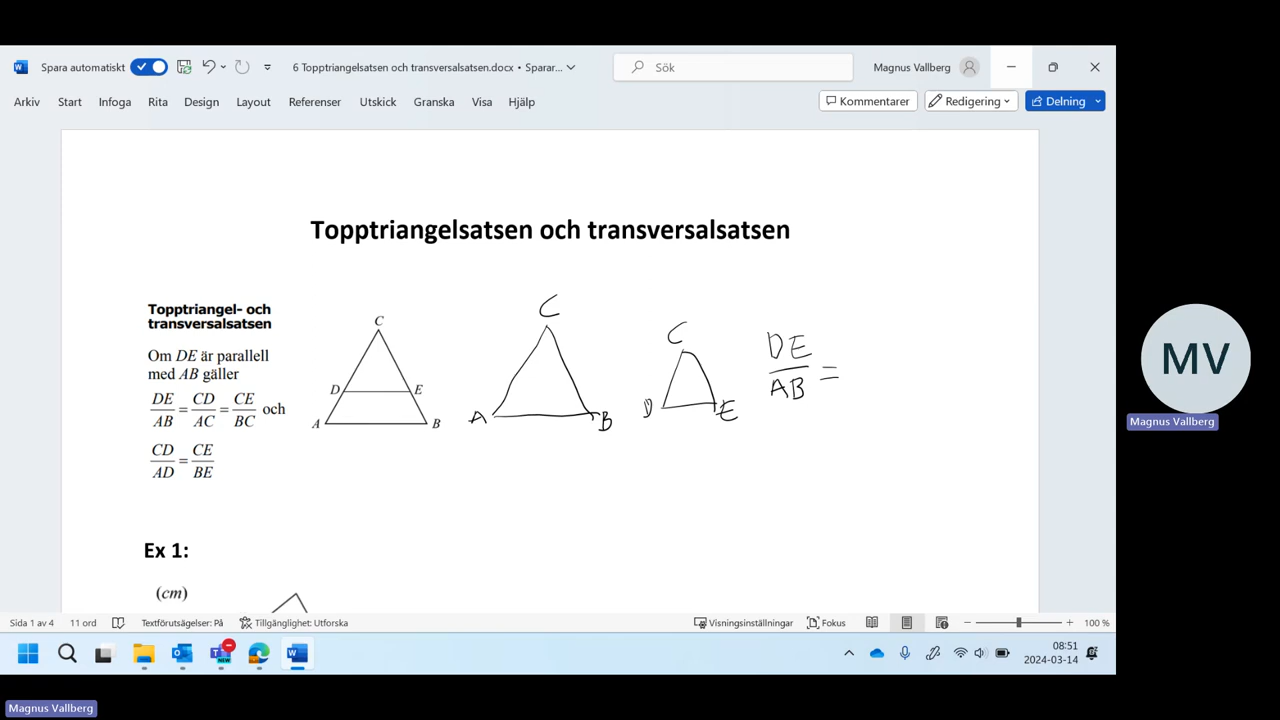 Spara automatiskt
6 Topptriangelsatsen och transversalsatsen.docx • Sparar...
Sök
Magnus Vallberg
Arkiv Start Infoga Rita Design Layout Referenser Utskick Granska Visa Hjälp
Kommentarer Redigering Delning
Topptriangelsatsen och transversalsatsen
Topptriangel- och
transversalsatsen
Om DE är parallell
med AB gäller
DE/AB = CD/AC = CE/BC och
CD/AD = CE/BE
C
D E
A B
C
A B
C
D E
DE/AB =
Ex 1:
(cm)
MV
Magnus Vallberg
Sida 1 av 4 11 ord Textförutsägelser: På Tillgänglighet: Utforska
Visningsinställningar Fokus 100 %
NEW
08:51
2024-03-14
Magnus Vallberg